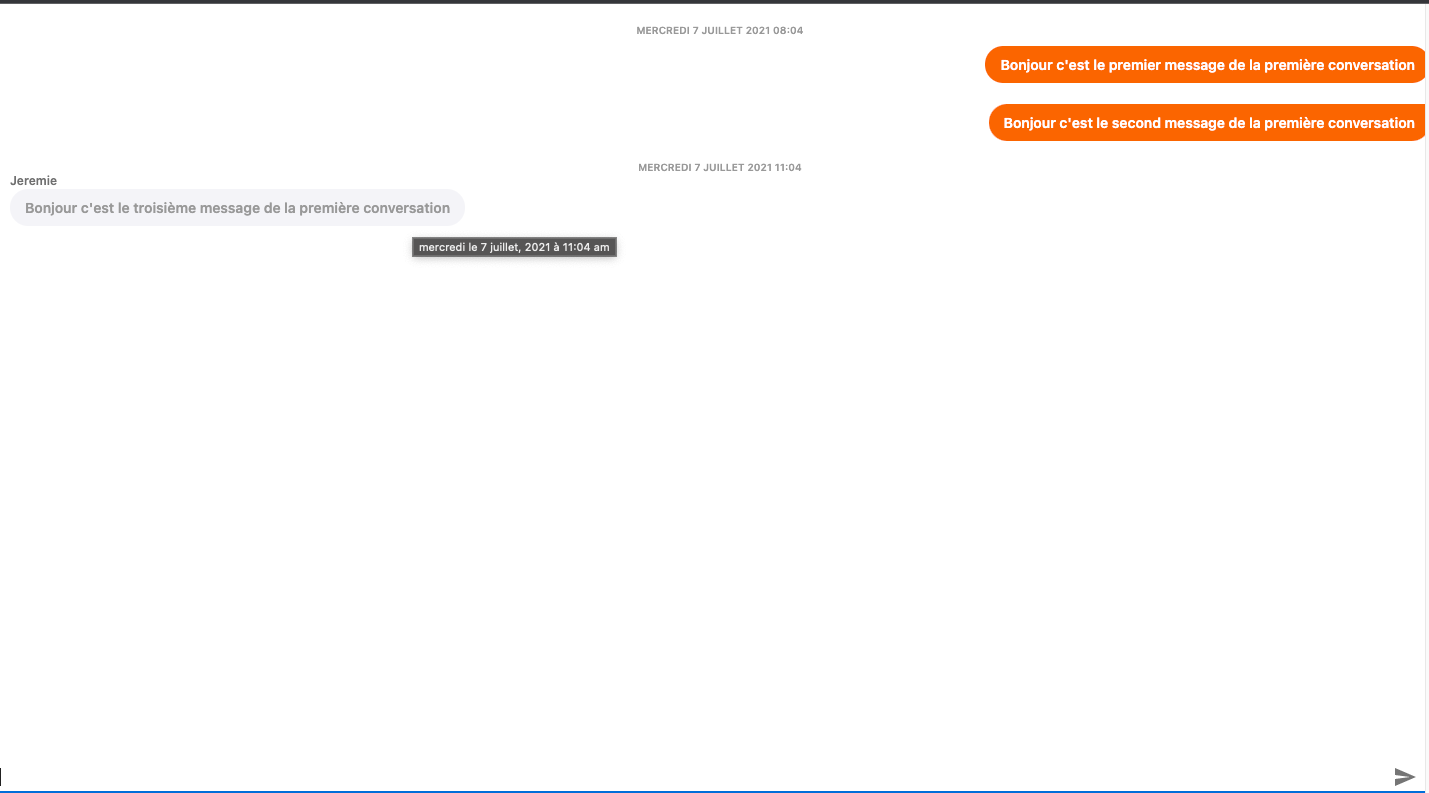 MERCREDI 7 JUILLET 2021 08:04
Bonjour c'est le premier message de la première conversation
Bonjour c'est le second message de la première conversation
MERCREDI 7 JUILLET 2021 11:04
Jeremie
Bonjour c'est le troisième message de la première conversation
mercredi le 7 juillet, 2021 à 11:04 am